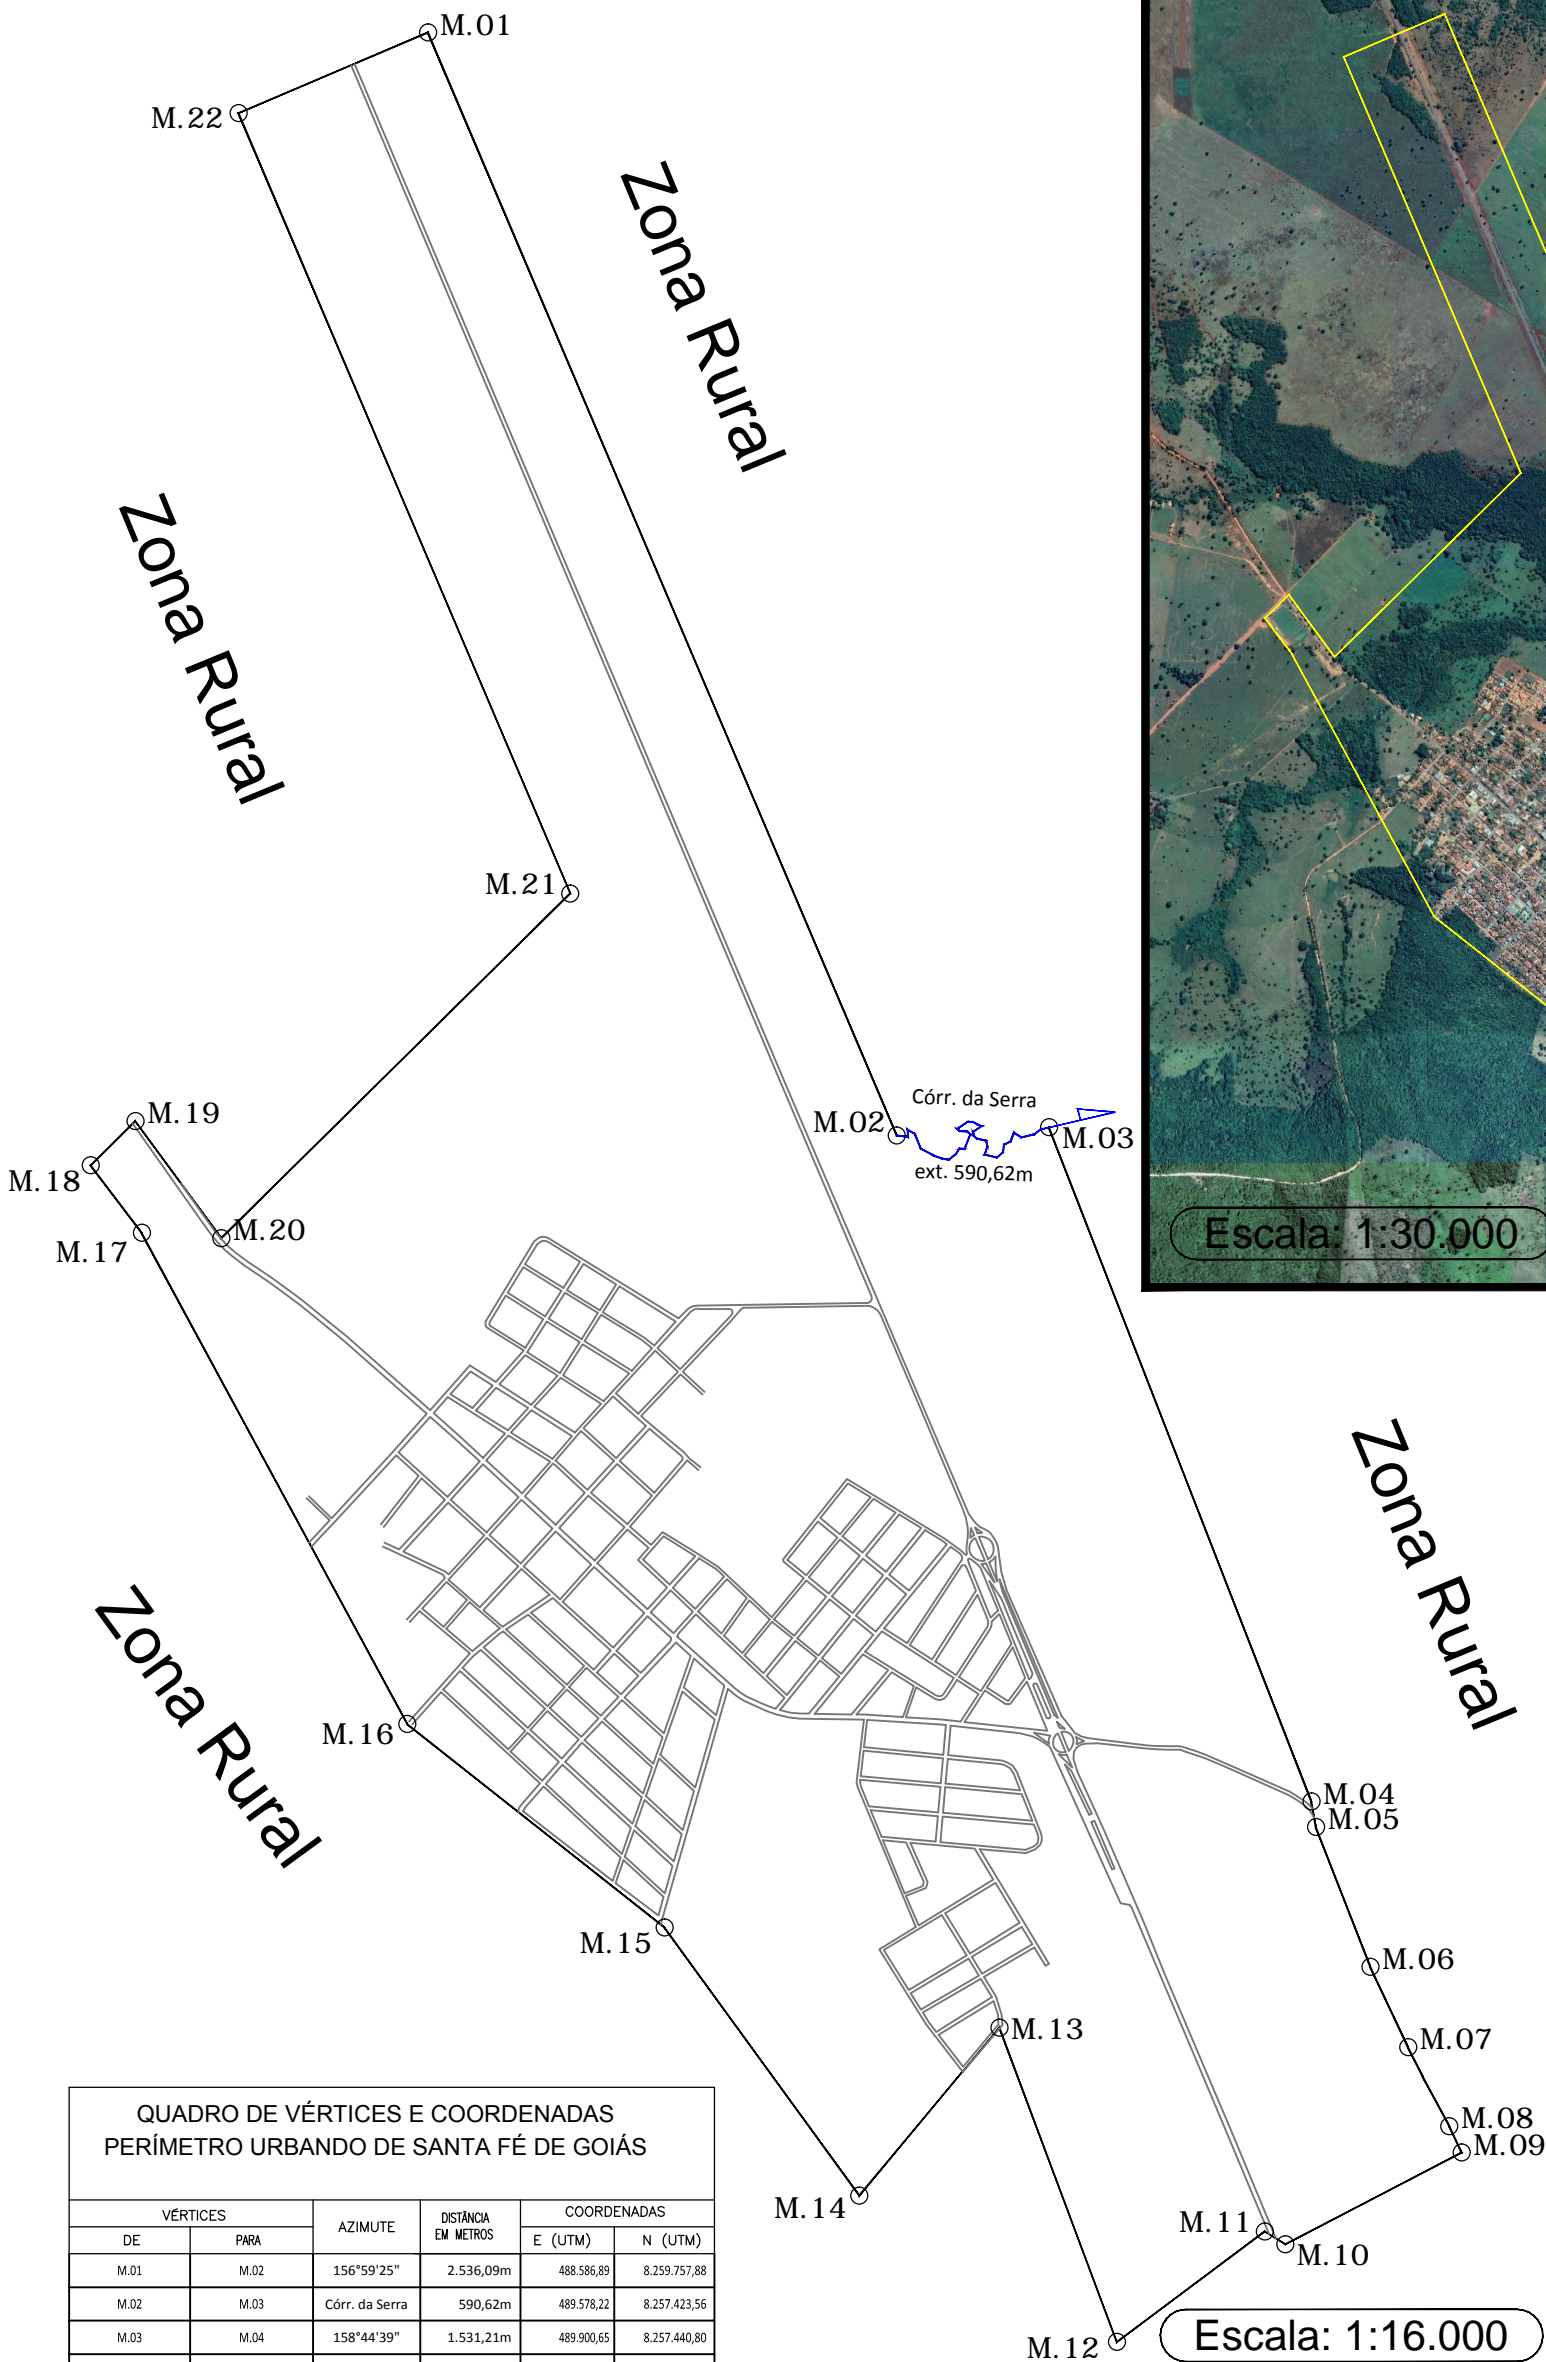 M.01
M.22
Zona Rural
Zona Rural
M.21
Córr. da Serra
M.02
M.03
ext. 590,62m
M.19
M.18
M.20
M.17
Escala: 1:30.000
Zona Rural
Zona Rural
M.16
M.04
M.05
M.15
M.06
M.13
M.07
M.08
M.09
M.14
M.11
M.10
M.12
Escala: 1:16.000
QUADRO DE VÉRTICES E COORDENADAS
PERÍMETRO URBANDO DE SANTA FÉ DE GOIÁS
VÉRTICES AZIMUTE DISTÂNCIA EM METROS COORDENADAS
DE PARA E (UTM) N (UTM)
M.01 M.02 156°59'25" 2.536,09m 488.586,89 8.259.757,88
M.02 M.03 Córr. da Serra 590,62m 489.578,22 8.257.423,56
M.03 M.04 158°44'39" 1.531,21m 489.900,65 8.257.440,80